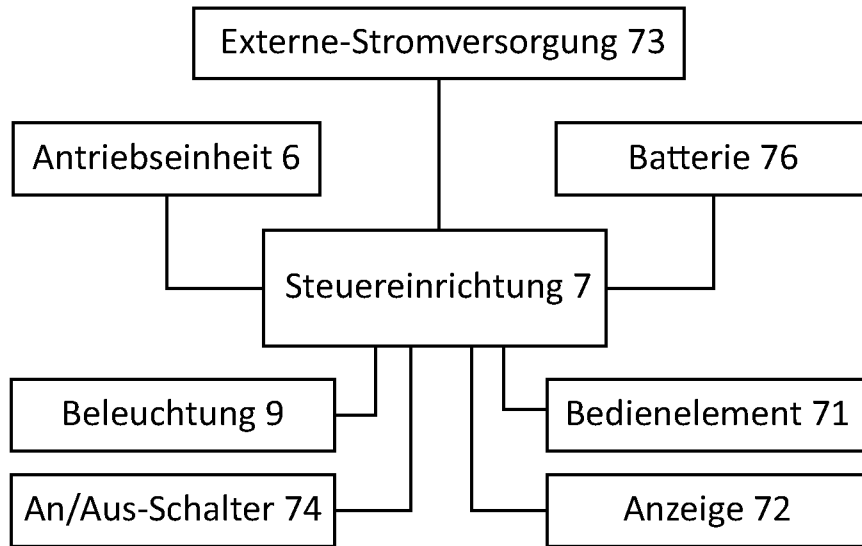 Externe-Stromversorgung 73
Antriebseinheit 6
Batterie 76
Steuereinrichtung 7
Beleuchtung 9
Bedienelement 71
An/Aus-Schalter 74
Anzeige 72